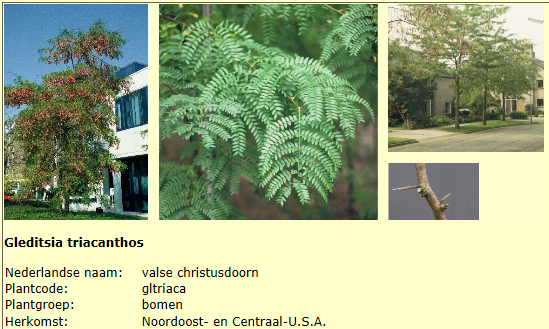 Gleditsia triacanthos
Nederlandse naam: valse christusdoorn
Plantcode: gltriaca
Plantgroep: bomen
Herkomst: Noordoost- en Centraal-U.S.A.